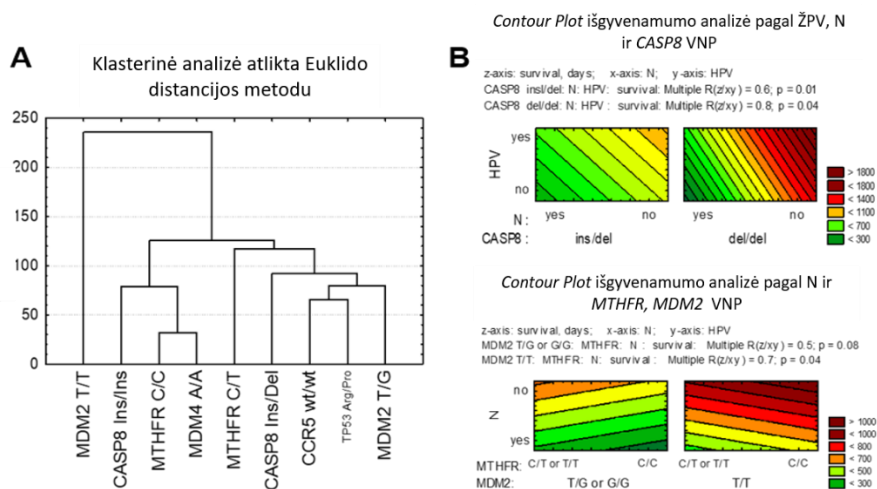 A
Klasterinė analizė atlikta Euklido
distancijos metodu
250
200
150
100
50
0
MDM2 T/T
CASP8 Ins/Ins
MTHFR C/C
MDM4 A/A
MTHFR C/T
CASP8 Ins/Del
CCR5 wt/wt
TP53 Arg/Pro
MDM2 T/G
Contour Plot išgyvenamumo analizė pagal ŽPV, N
ir CASP8 VNP
B
z-axis: survival, days; x-axis: N; y-axis: HPV
CASP8 insl/del: N: HPV: survival: Multiple R(z/xy) = 0.6; p = 0.01
CASP8 del/del: N: HPV : survival: Multiple R(z/xy) = 0.8; p = 0.04
HPV
yes
no
N : yes no yes no
CASP8 : ins/del del/del
> 1800
< 1800
< 1400
< 1100
< 700
< 300
Contour Plot išgyvenamumo analizė pagal N ir
MTHFR, MDM2 VNP
z-axis: survival, days; x-axis: N; y-axis: HPV
MDM2 T/G or G/G: MTHFR: N : survival: Multiple R(z/xy) = 0.5; p = 0.08
MDM2 T/T: MTHFR: N: survival : Multiple R(z/xy) = 0.7; p = 0.04
N
no
yes
MTHFR: C/T or T/T C/C C/T or T/T C/C
MDM2: T/G or G/G T/T
> 1000
< 1000
< 800
< 700
< 500
< 300